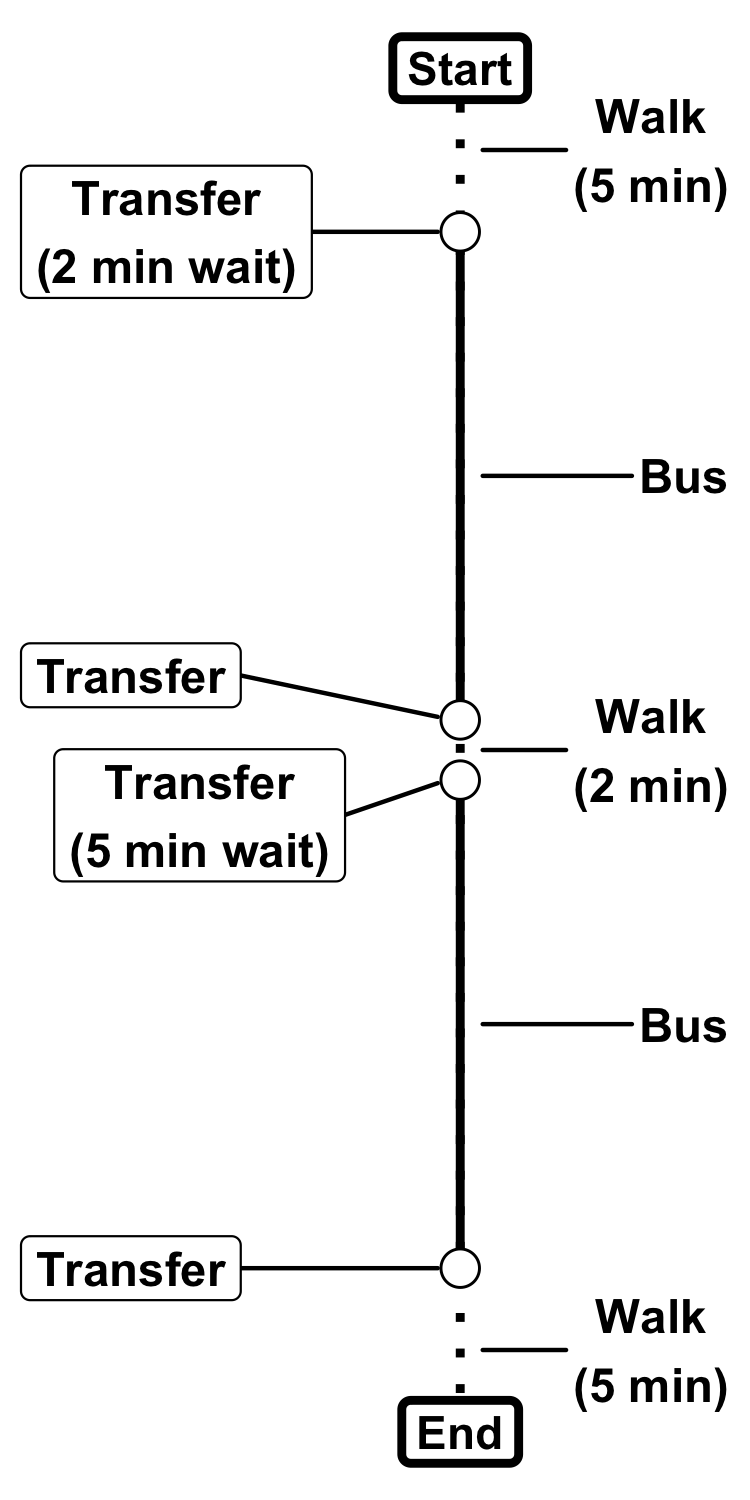 Start
Walk
(5 min)
Transfer
(2 min wait)
Bus
Transfer
Walk
(2 min)
Transfer
(5 min wait)
Bus
Transfer
Walk
(5 min)
End